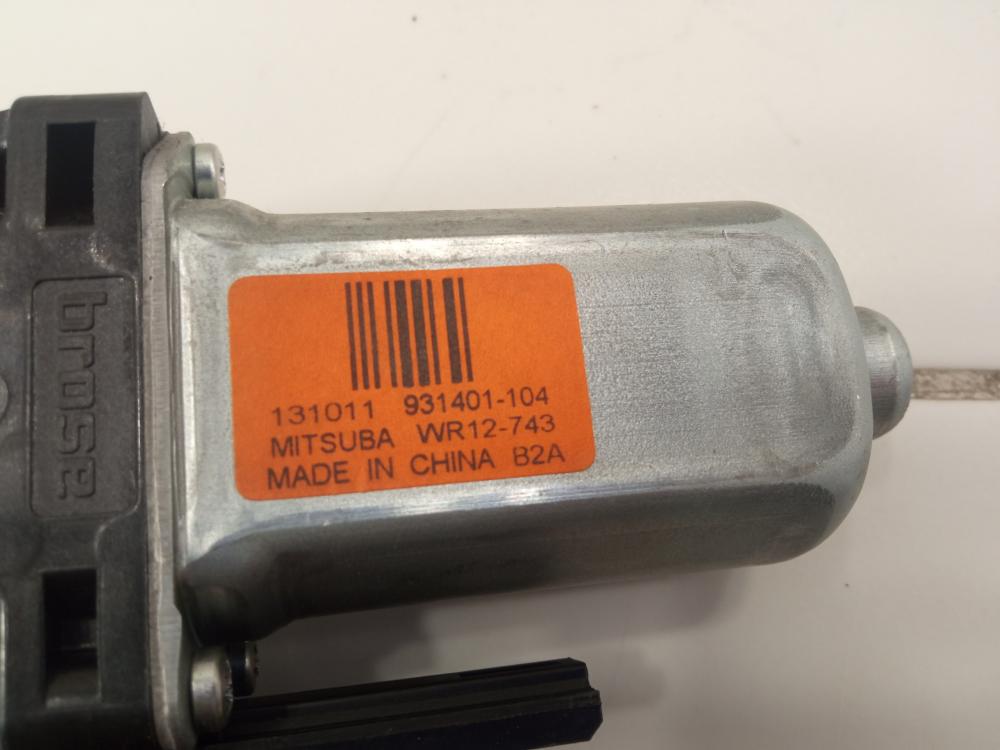 brose
131011 931401-104
MITSUBA WR12-743
MADE IN CHINA B2A